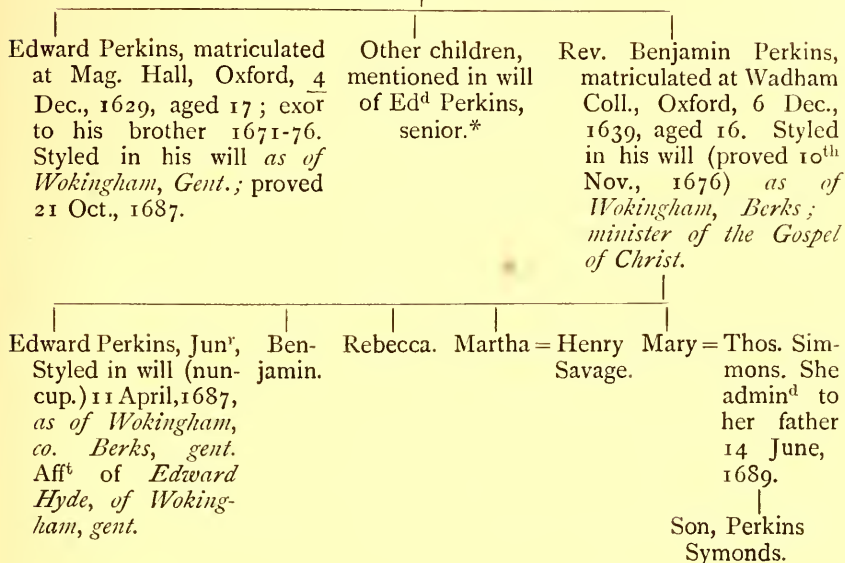 Edward Perkins, matriculated
at Mag. Hall, Oxford, 4
Dec., 1629, aged 17 ; exor
to his brother 1671-76.
Styled in his will as of
Wokingham, Gent.; proved
21 Oct., 1687.
Other children,
mentioned in will
of Edᵈ Perkins,
senior.*
Rev. Benjamin Perkins,
matriculated at Wadham
Coll., Oxford, 6 Dec.,
1639, aged 16. Styled
in his will (proved 10ᵗʰ
Nov., 1676) as of
Wokingham, Berks ;
minister of the Gospel
of Christ.
Edward Perkins, Junʳ,
Styled in will (nun-
cup.) 11 April, 1687,
as of Wokingham,
co. Berks, gent.
Affᵗ of Edward
Hyde, of Woking-
ham, gent.
Ben-
jamin.
Rebecca.
Martha = Henry
Savage.
Mary = Thos. Sim-
mons. She
adminᵈ to
her father
14 June,
1689.
Son, Perkins
Symonds.